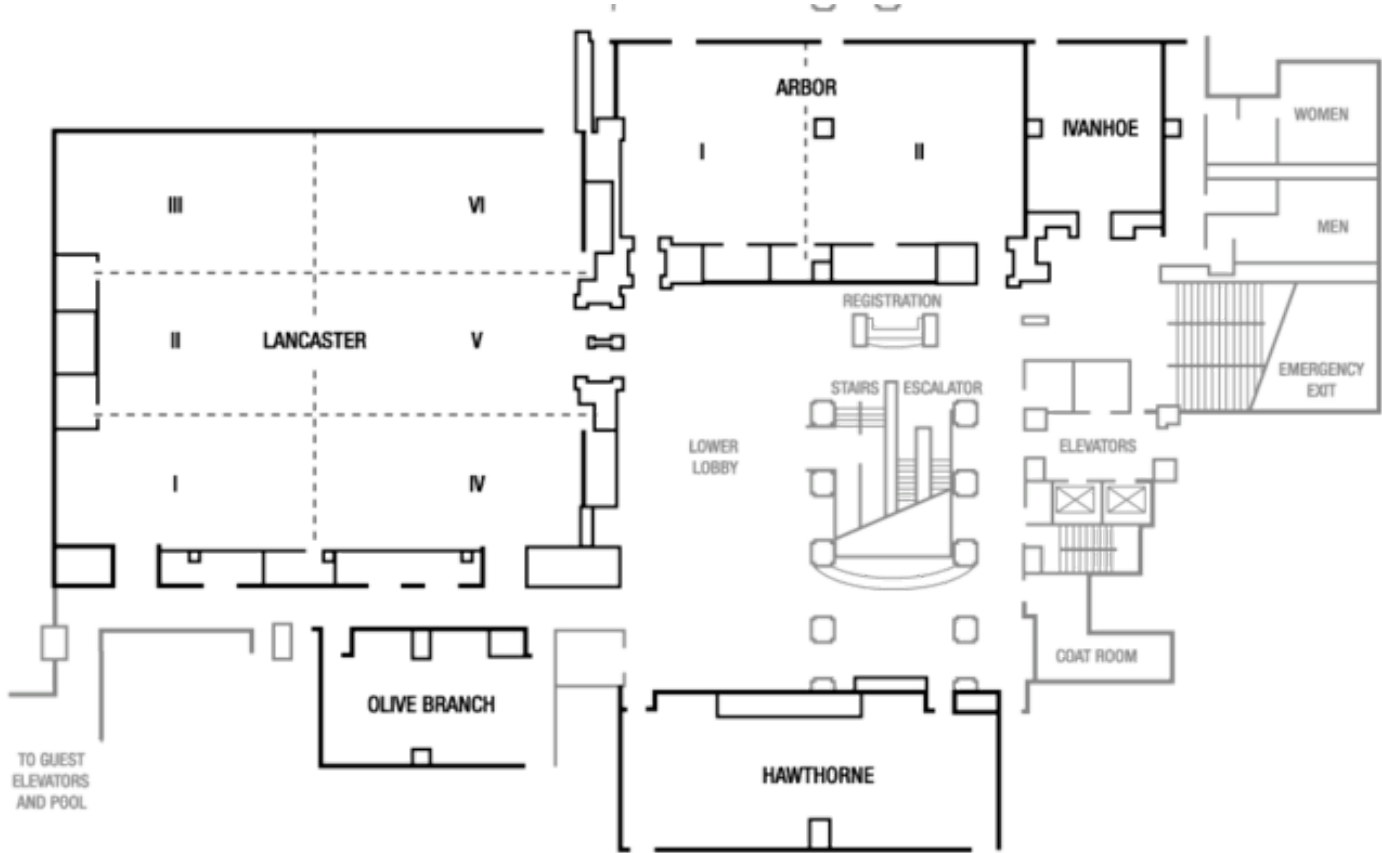 ARBOR
WOMEN
IVANHOE
I
II
III
VI
MEN
REGISTRATION
II
LANCASTER
V
EMERGENCY
EXIT
STAIRS
ESCALATOR
LOWER
LOBBY
ELEVATORS
I
IV
COAT ROOM
OLIVE BRANCH
TO GUEST
ELEVATORS
AND POOL
HAWTHORNE